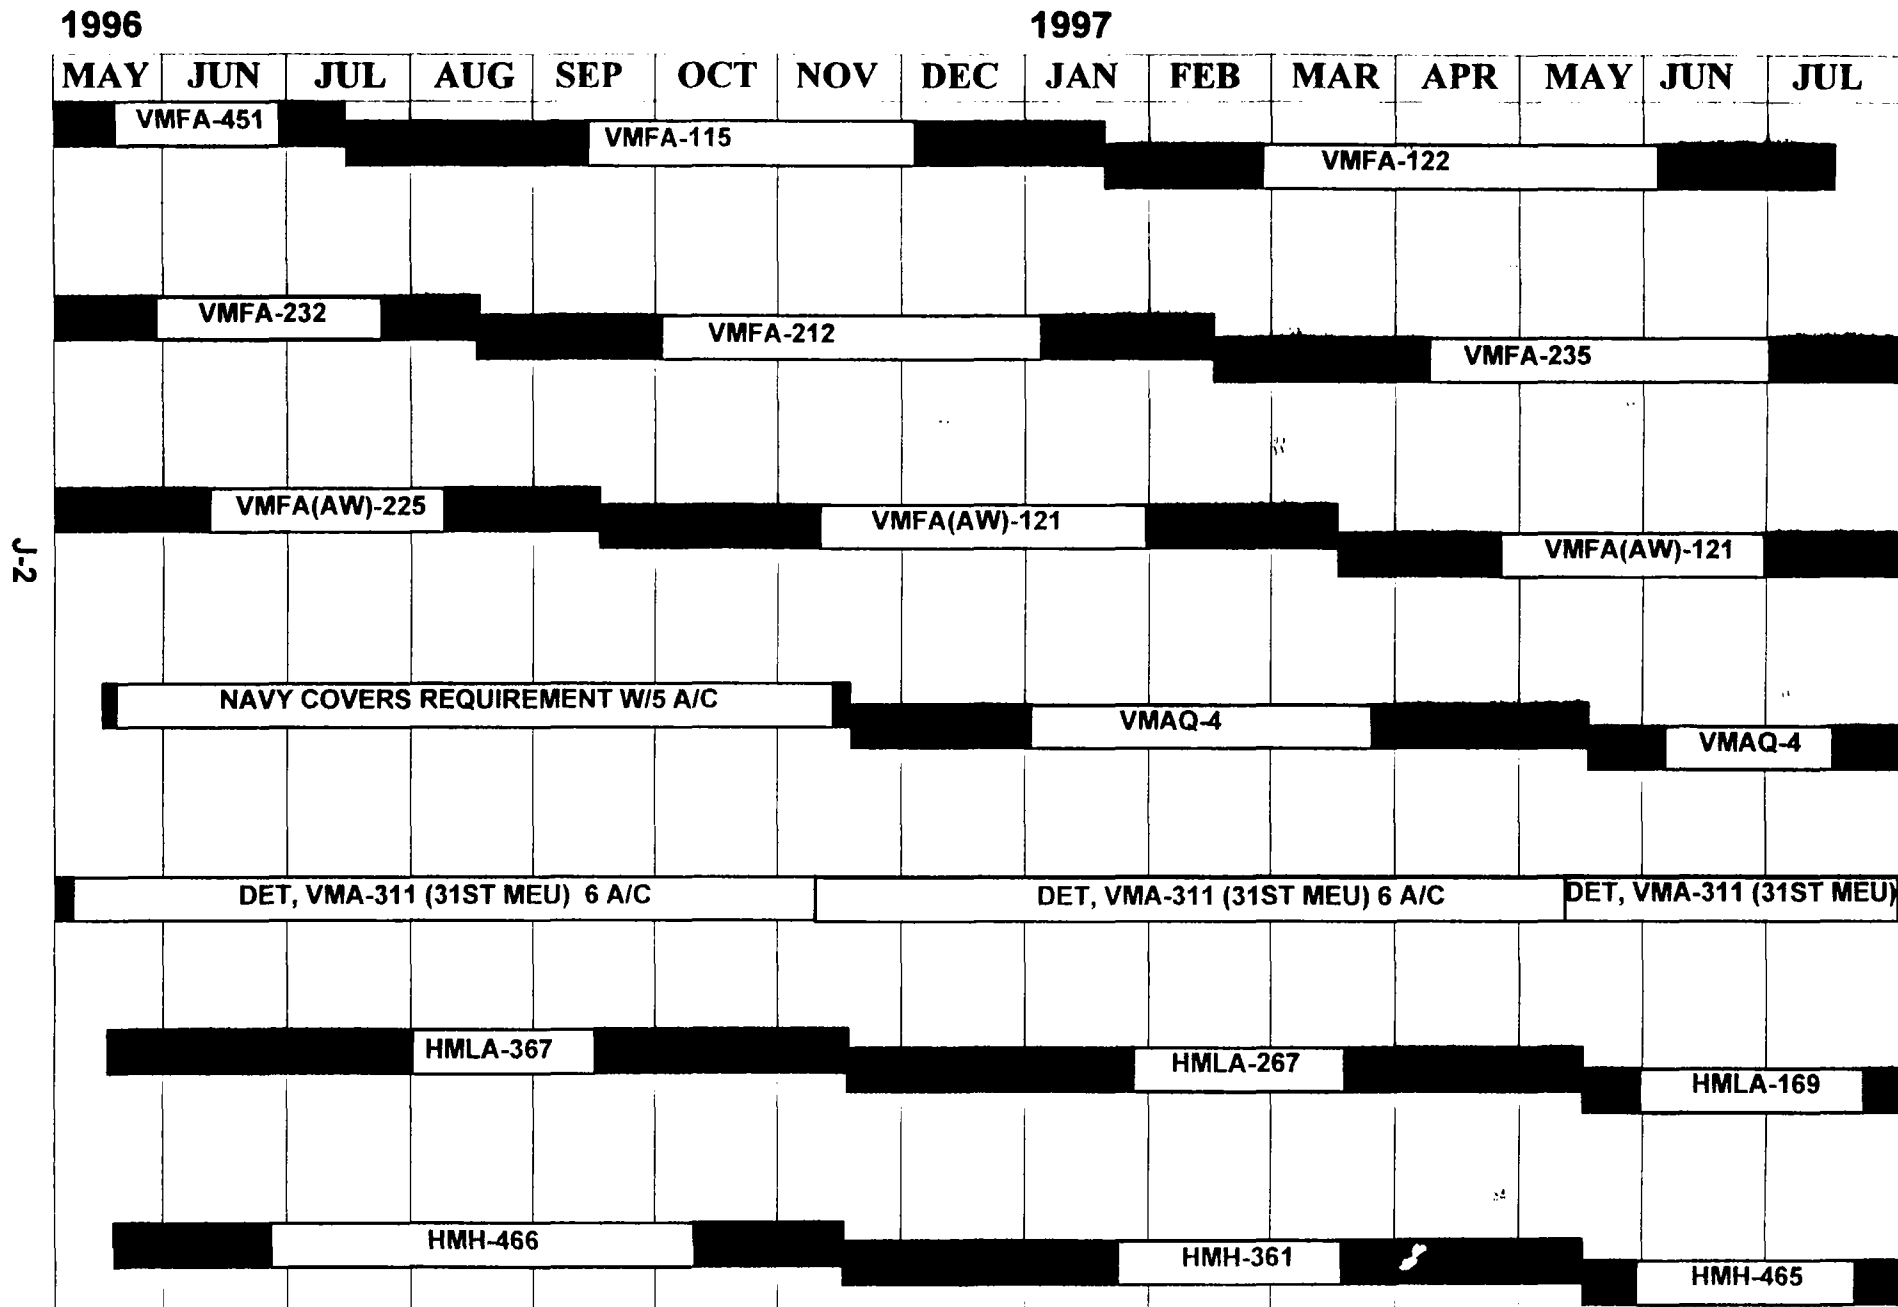 1996 1997
MAY JUN JUL AUG SEP OCT NOV DEC JAN FEB MAR APR MAY JUN JUL
VMFA-451
VMFA-115
VMFA-122
VMFA-232
VMFA-212
VMFA-235
VMFA(AW)-225
VMFA(AW)-121
VMFA(AW)-121
J-2
NAVY COVERS REQUIREMENT W/5 A/C
VMAQ-4
VMAQ-4
DET, VMA-311 (31ST MEU) 6 A/C
DET, VMA-311 (31ST MEU) 6 A/C
DET, VMA-311 (31ST MEU)
HMLA-367
HMLA-267
HMLA-169
HMH-466
HMH-361
HMH-465